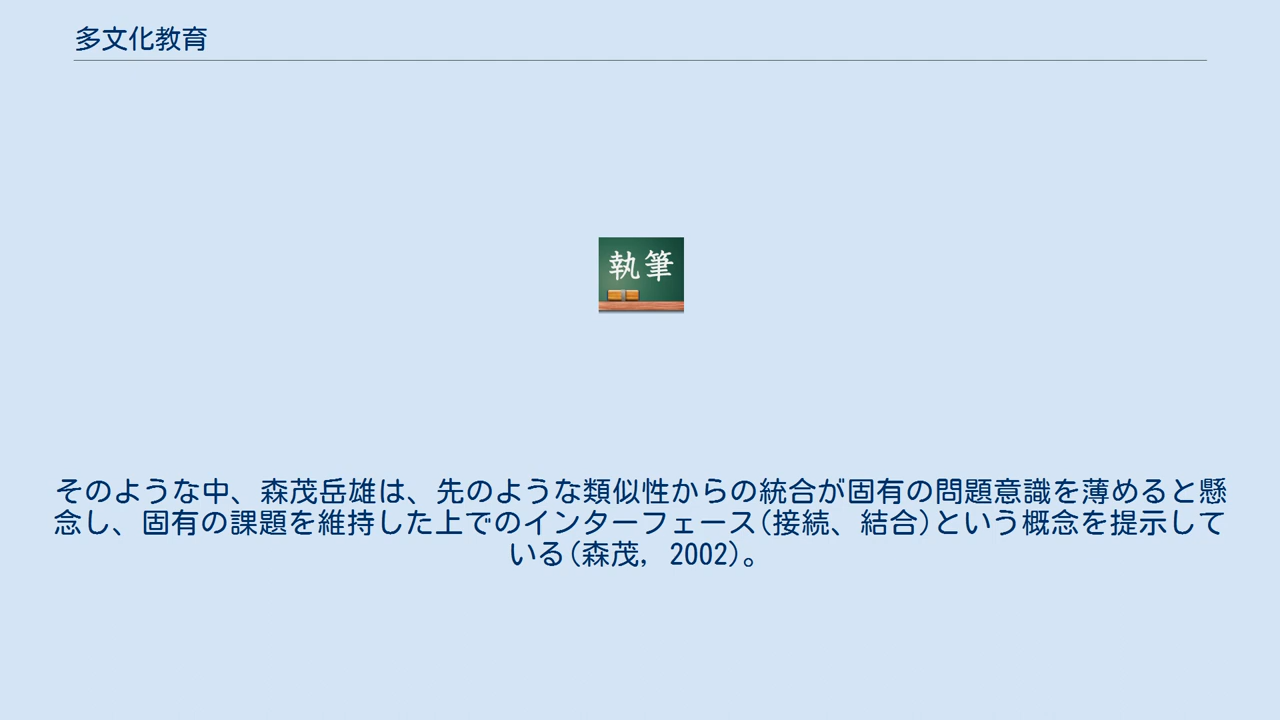 多文化教育
執筆
そのような中、森茂岳雄は、先のような類似性からの統合が固有の問題意識を薄めると懸
念し、固有の課題を維持した上でのインターフェース(接続、結合)という概念を提示して
いる(森茂, 2002)。